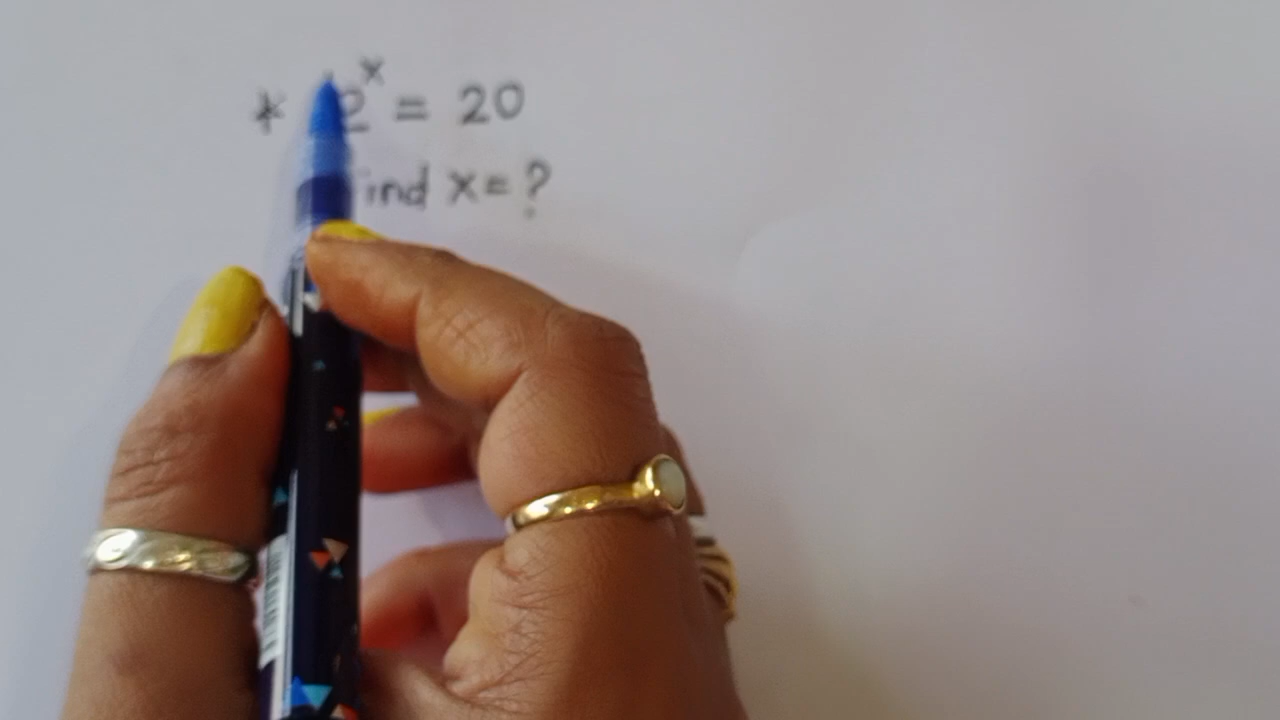 * 2ˣ = 20
ind x = ?